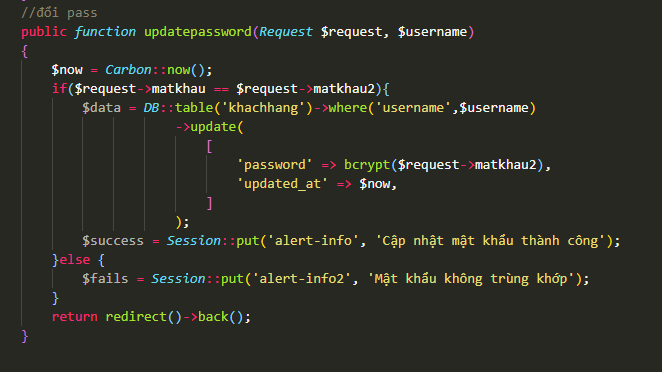 //đổi pass
public function updatepassword(Request $request, $username)
{
$now = Carbon::now();
if($request->matkhau == $request->matkhau2){
$data = DB::table('khachhang')->where('username',$username)
->update(
[
'password' => bcrypt($request->matkhau2),
'updated_at' => $now,
]
);
$success = Session::put('alert-info', 'Cập nhật mật khẩu thành công');
}else {
$fails = Session::put('alert-info2', 'Mật khẩu không trùng khớp');
}
return redirect()->back();
}